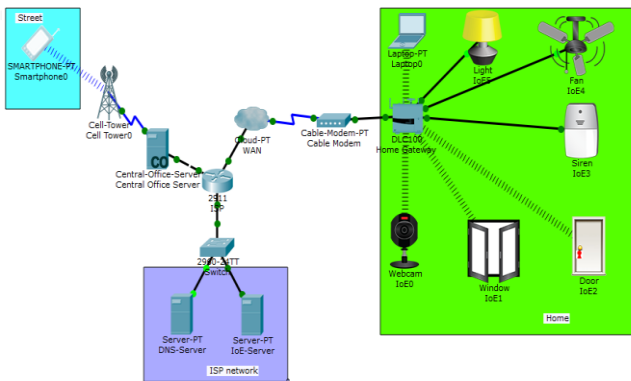 Street
SMARTPHONE-PT
Smartphone0
Cell-Tower
Cell Tower0
CO
Central-Office-Server
Central Office Server
Cloud-PT
WAN
Cable-Modem-PT
Cable Modem
2911
ISP
2960-24TT
Switch
Server-PT
DNS-Server
Server-PT
IoE-Server
ISP network
Laptop-PT
Laptop0
Light
IoE5
Fan
IoE4
DLC100
Home Gateway
Siren
IoE3
Webcam
IoE0
Window
IoE1
Door
IoE2
Home